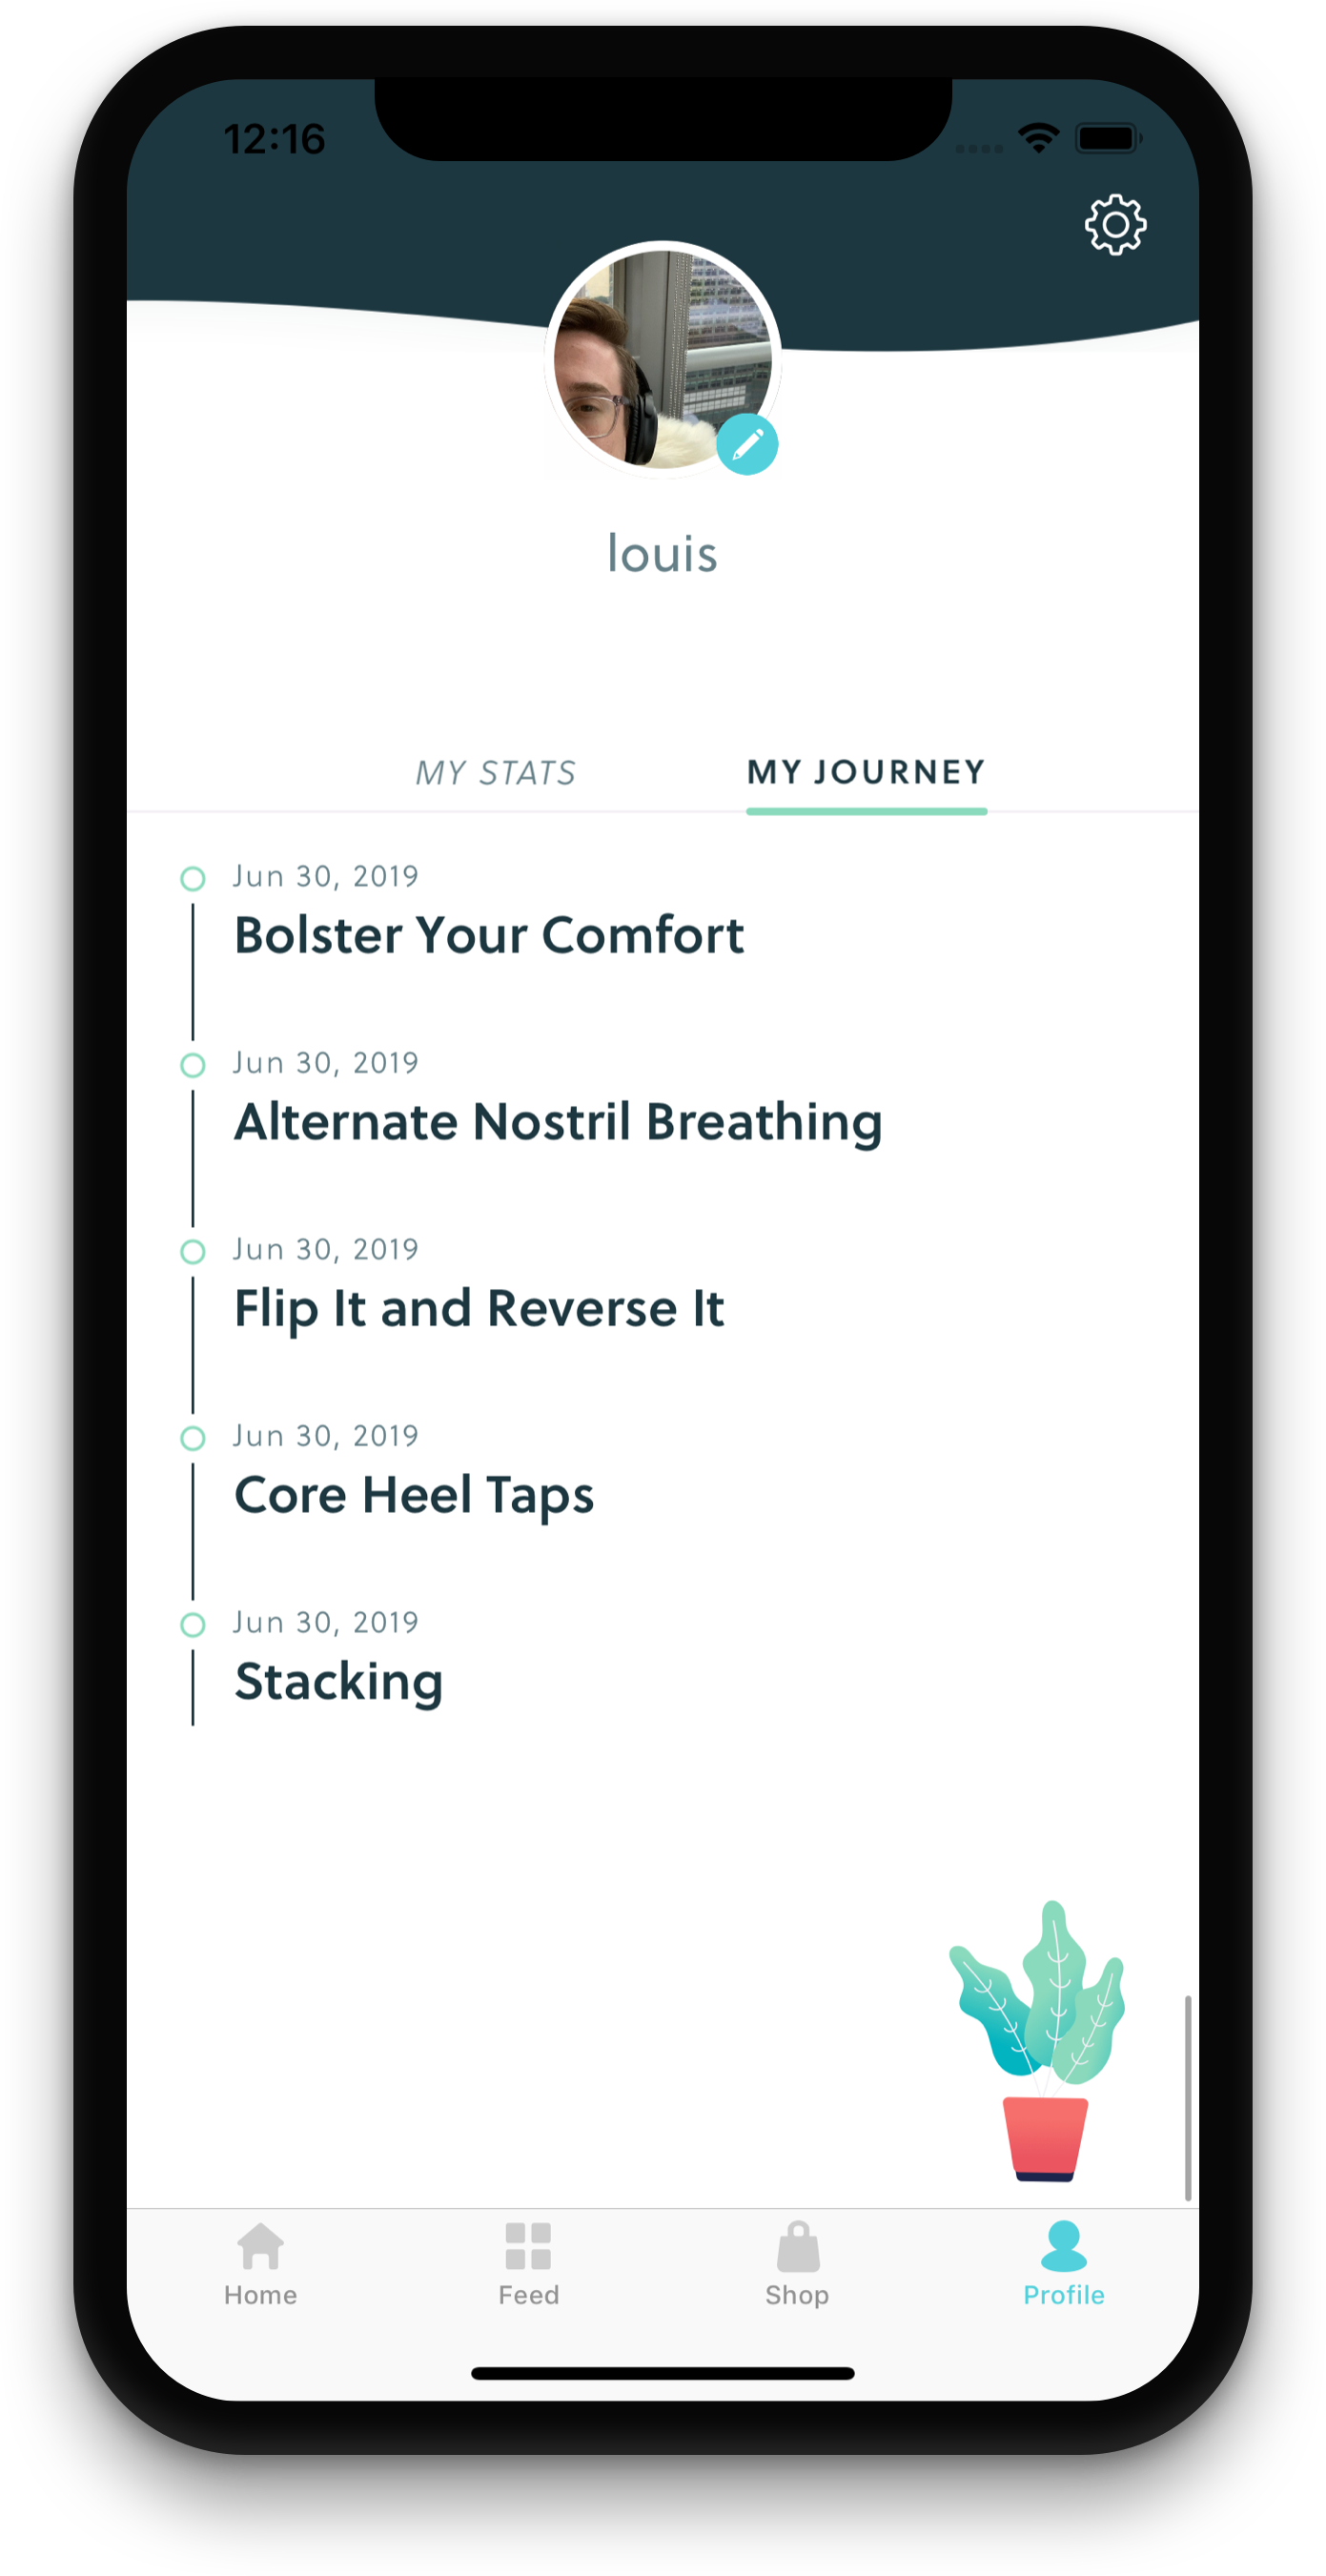 12:16
louis
MY STATS
MY JOURNEY
Jun 30, 2019
Bolster Your Comfort
Jun 30, 2019
Alternate Nostril Breathing
Jun 30, 2019
Flip It and Reverse It
Jun 30, 2019
Core Heel Taps
Jun 30, 2019
Stacking
Home
Feed
Shop
Profile